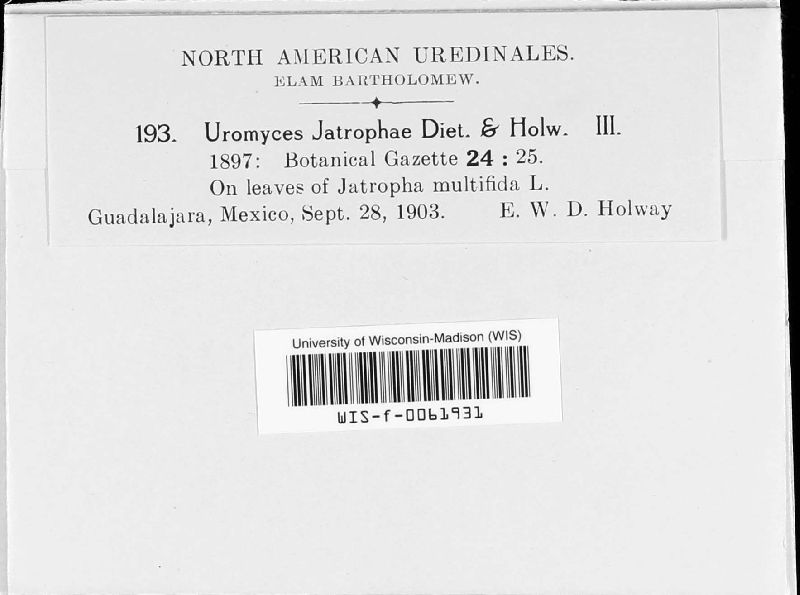 NORTH AMERICAN UREDINALES.
ELAM BARTHOLOMEW.
193. Uromyces Jatrophae Diet. & Holw. III.
1897: Botanical Gazette 24 : 25.
On leaves of Jatropha multifida L.
Guadalajara, Mexico, Sept. 28, 1903. E. W. D. Holway
University of Wisconsin-Madison (WIS)
WIS-f-0061931